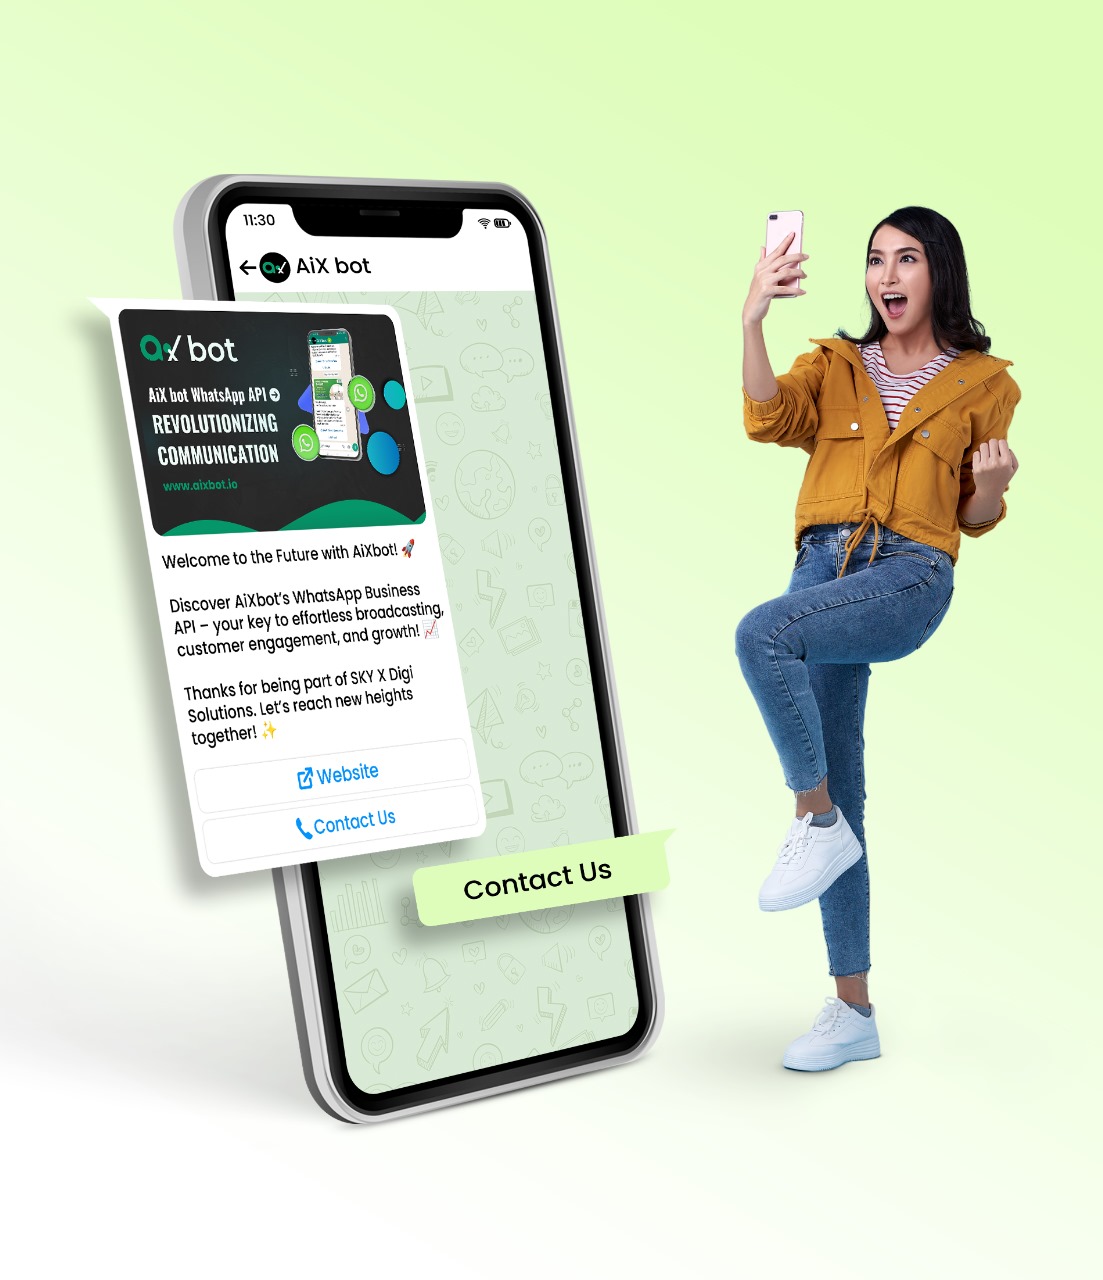 11:30
AiX bot
aix bot
AiX bot WhatsApp API
REVOLUTIONIZING
COMMUNICATION
www.aixbot.io
Welcome to the Future with AiXbot! 🚀
Discover AiXbot's WhatsApp Business
API – your key to effortless broadcasting,
customer engagement, and growth! 📈
Thanks for being part of SKY X Digi
Solutions. Let's reach new heights
together! ✨
Website
Contact Us
Contact Us